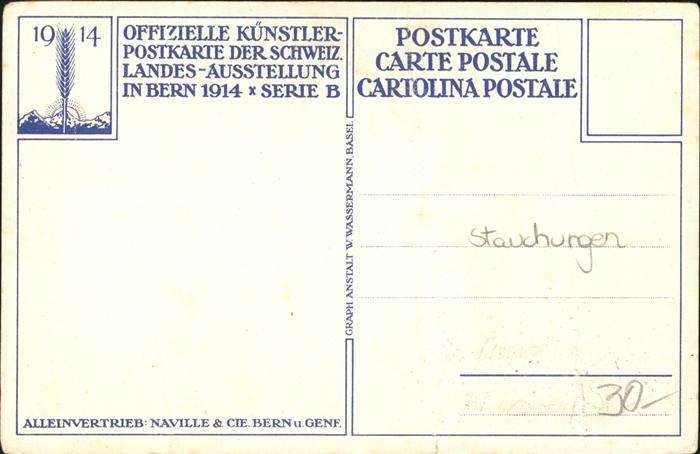 19 14
OFFIZIELLE KÜNSTLER-
POSTKARTE DER SCHWEIZ.
LANDES-AUSSTELLUNG
IN BERN 1914 × SERIE B
POSTKARTE
CARTE POSTALE
CARTOLINA POSTALE
GRAPH. ANSTALT W. WASSERMANN, BASEL
Stauchungen
30.-
ALLEINVERTRIEB: NAVILLE & CIE. BERN u. GENF.